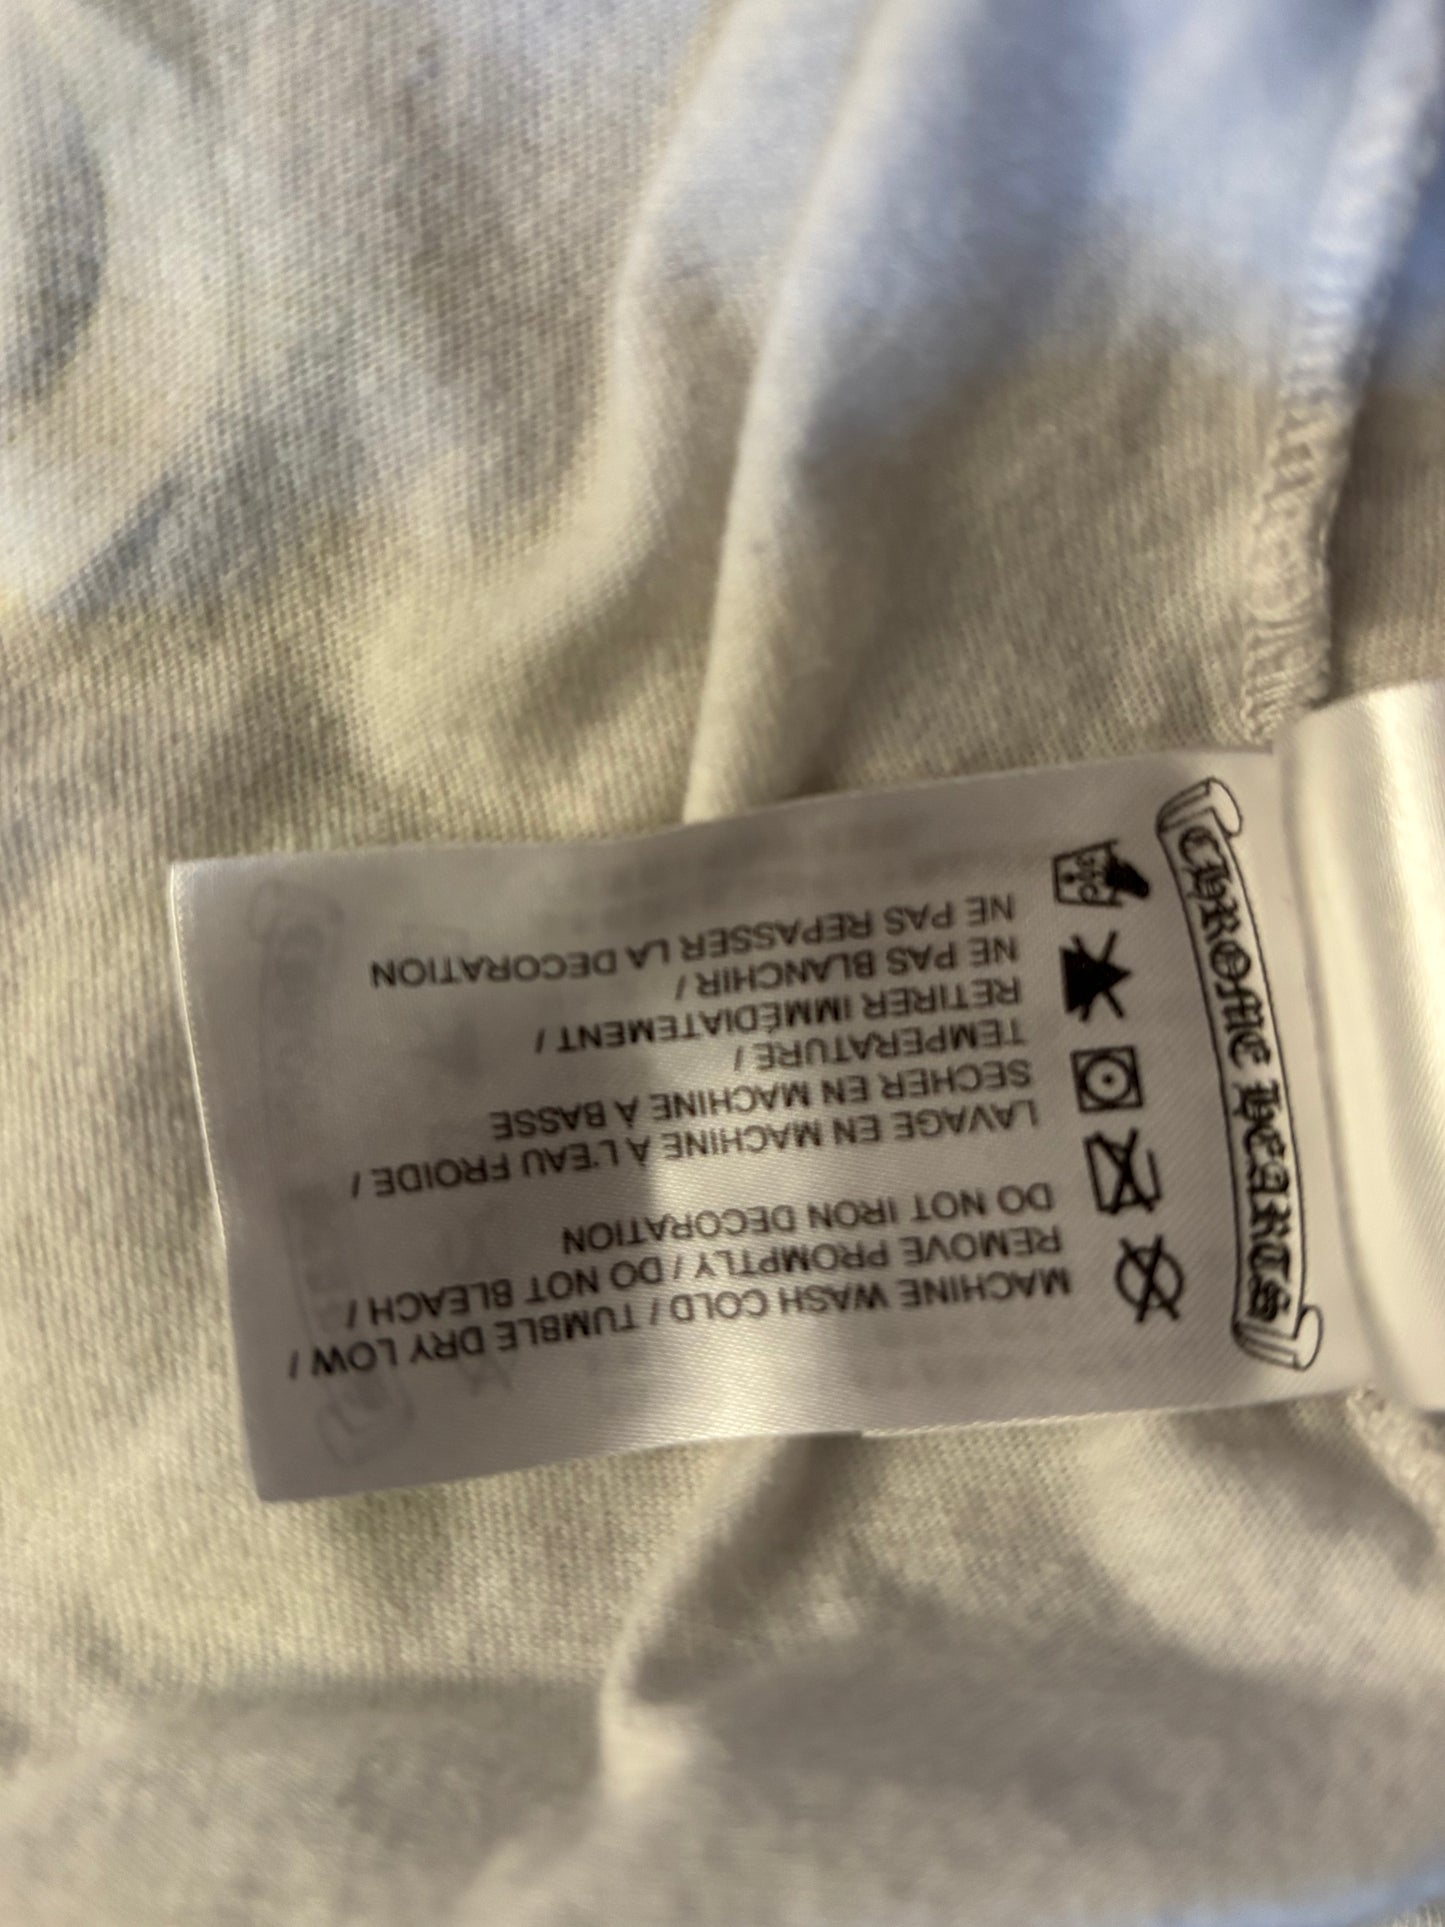 CHROME HEARTS
MACHINE WASH COLD / TUMBLE DRY LOW /
REMOVE PROMPTLY / DO NOT BLEACH /
DO NOT IRON DECORATION
LAVAGE EN MACHINE A L'EAU FROIDE /
SECHER EN MACHINE A BASSE
TEMPERATURE /
RETIRER IMMÉDIATEMENT /
NE PAS BLANCHIR /
NE PAS REPASSER LA DECORATION